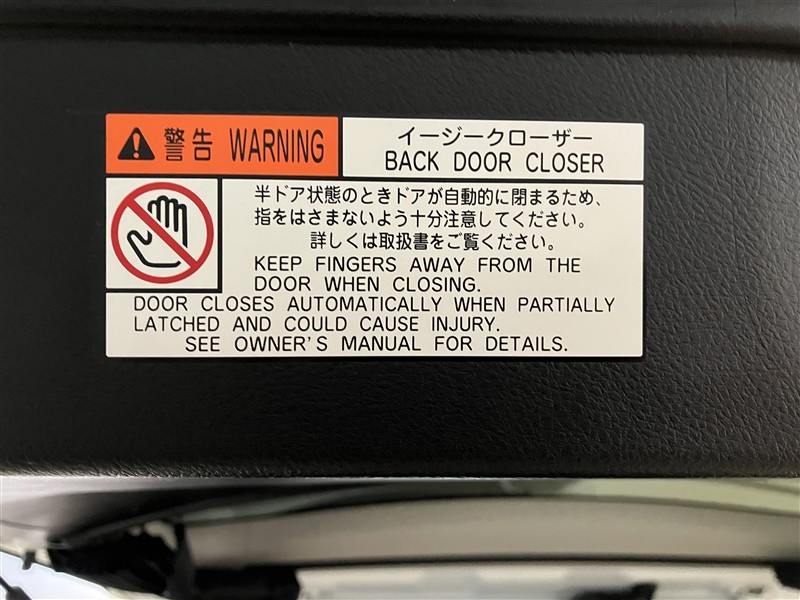 警告 WARNING
イージークローザー
BACK DOOR CLOSER
半ドア状態のときドアが自動的に閉まるため、
指をはさまないよう十分注意してください。
詳しくは取扱書をご覧ください。
KEEP FINGERS AWAY FROM THE
DOOR WHEN CLOSING.
DOOR CLOSES AUTOMATICALLY WHEN PARTIALLY
LATCHED AND COULD CAUSE INJURY.
SEE OWNER'S MANUAL FOR DETAILS.